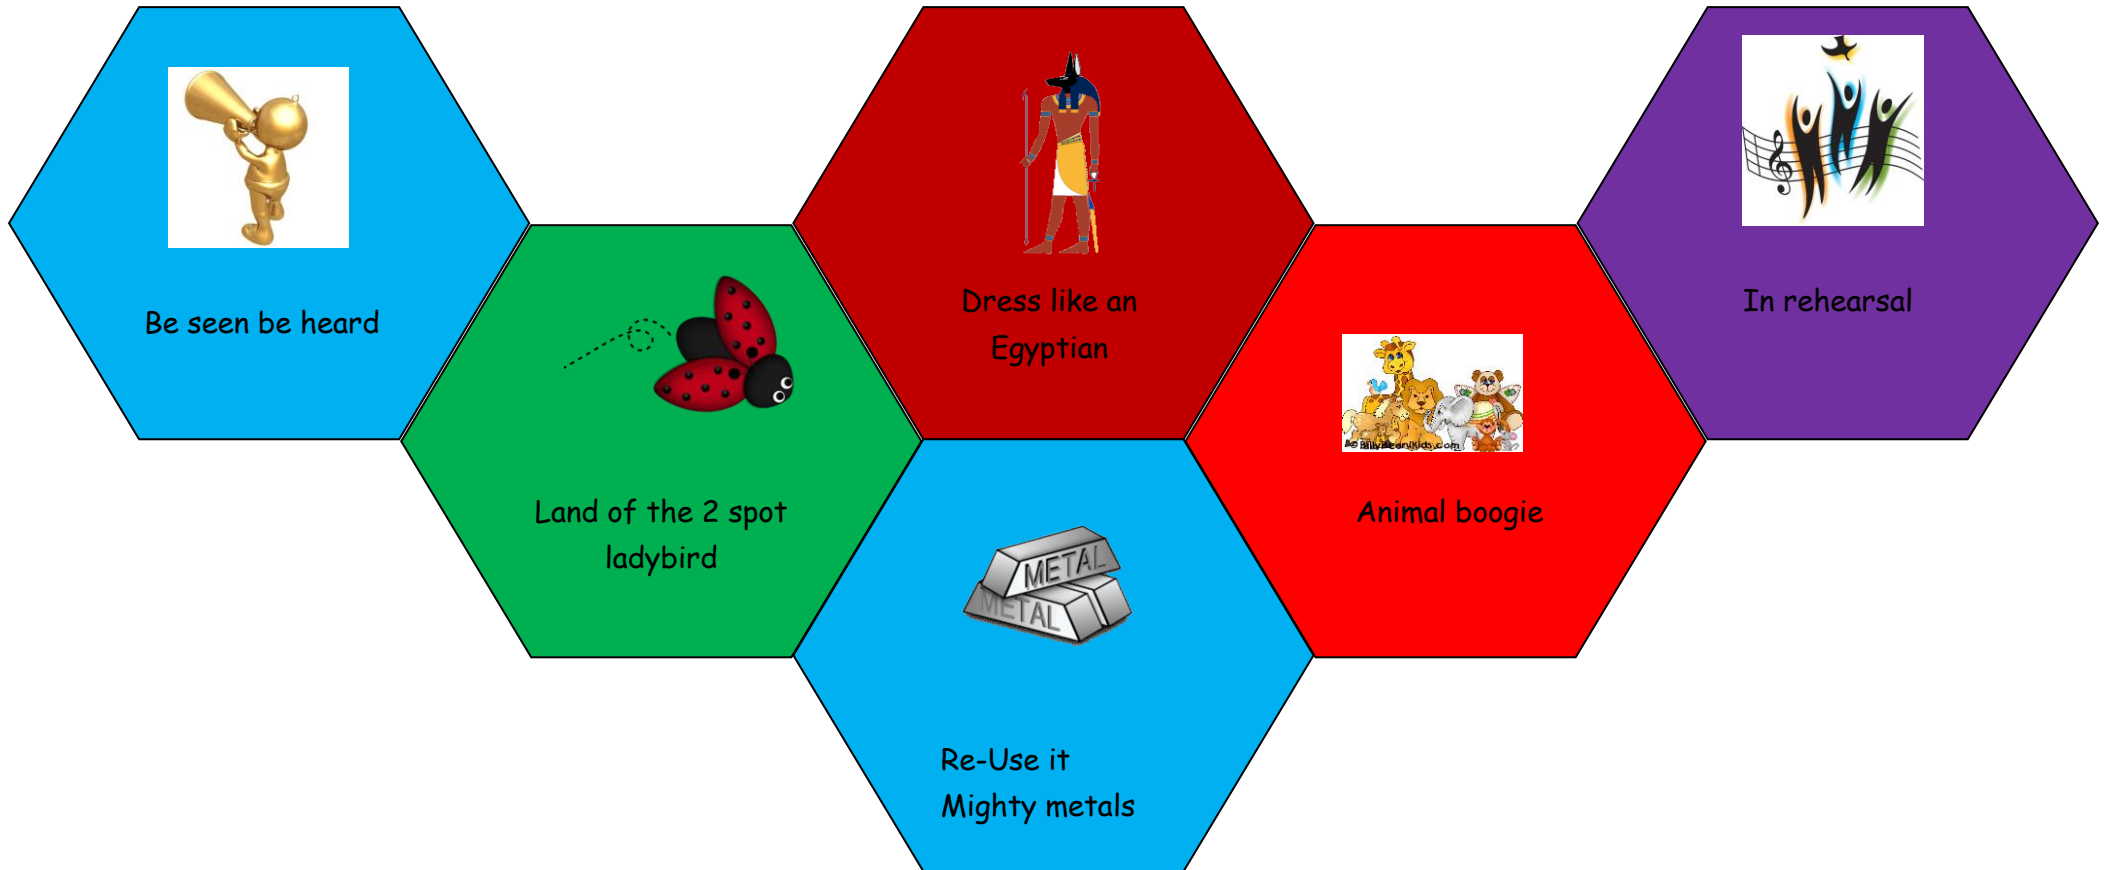 Be seen be heard
Dress like an
Egyptian
In rehearsal
Land of the 2 spot
ladybird
Animal boogie
METAL
METAL
Re-Use it
Mighty metals